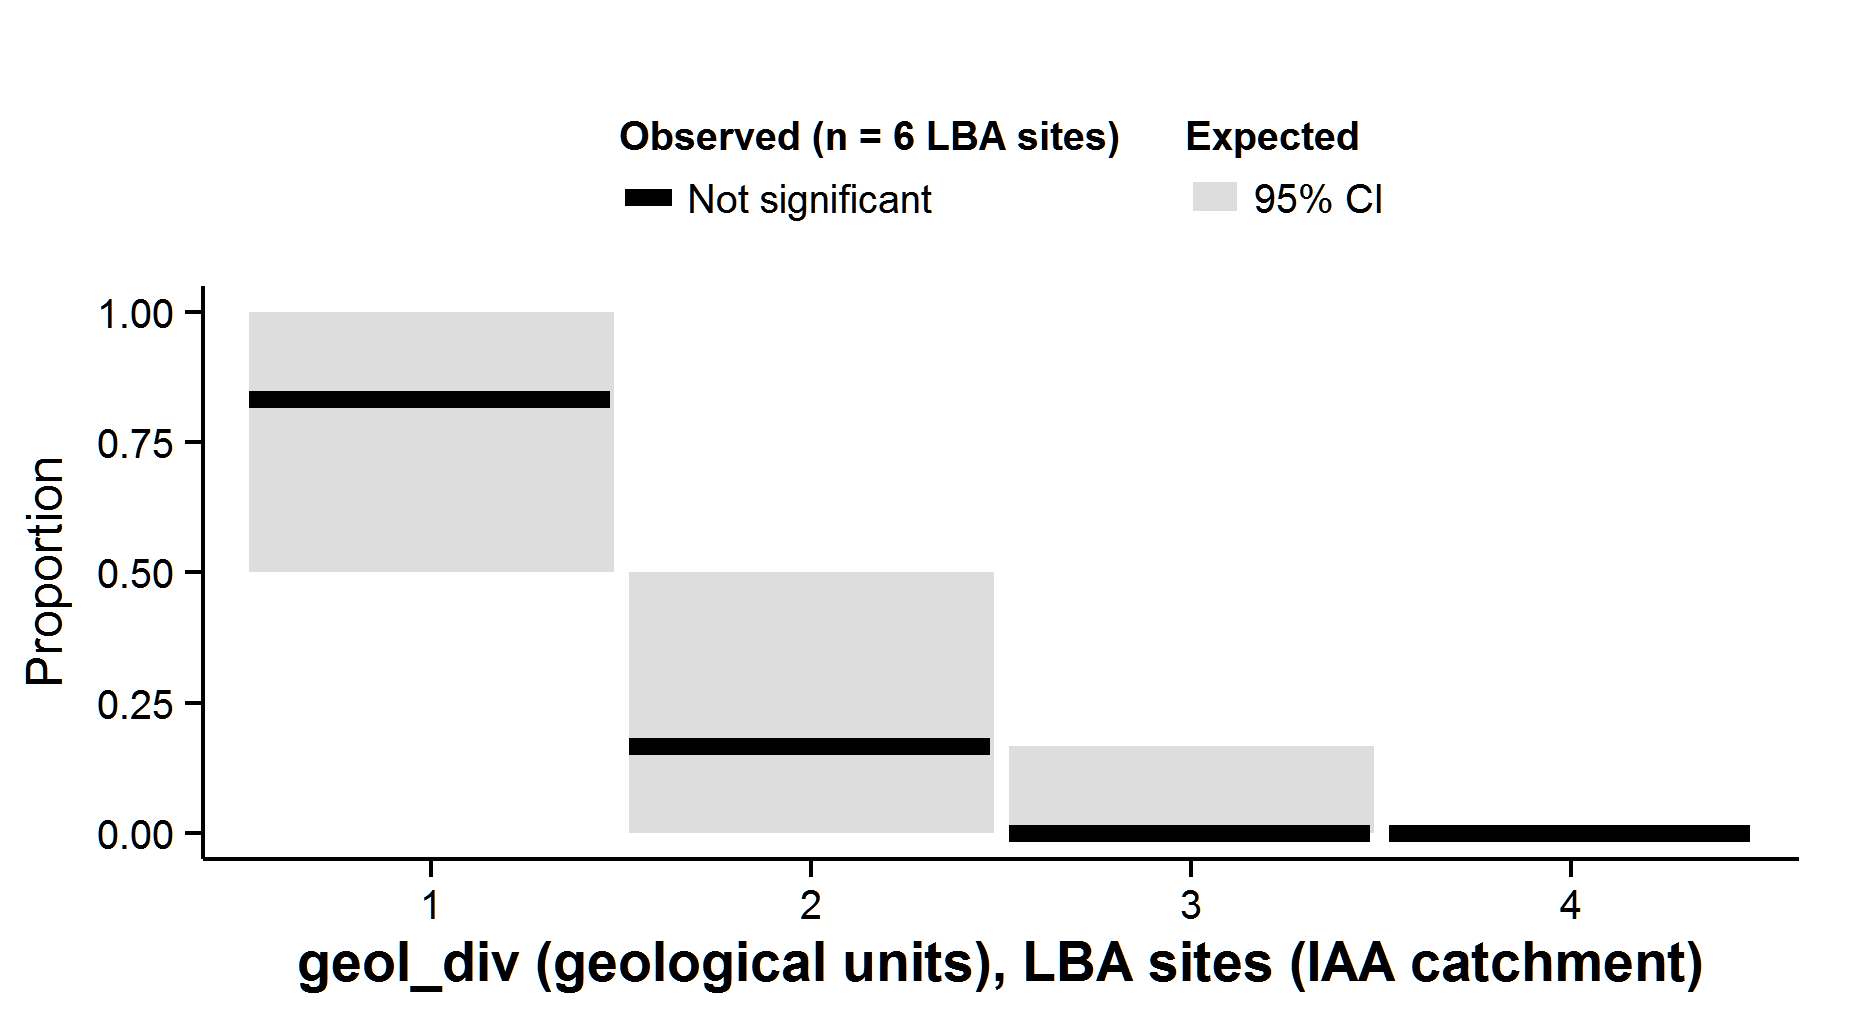 Observed (n = 6 LBA sites) Expected
Not significant 95% CI
1.00
0.75
0.50
0.25
0.00
Proportion
1 2 3 4
geol_div (geological units), LBA sites (IAA catchment)